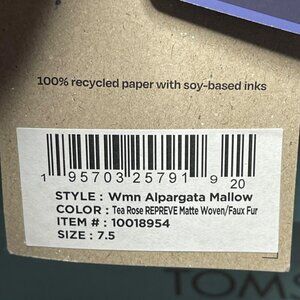 100% recycled paper with soy-based inks
1 95703 25791 9 20
STYLE : Wmn Alpargata Mallow
COLOR : Tea Rose REPREVE Matte Woven/Faux Fur
ITEM # : 10018954
SIZE : 7.5
TOMS